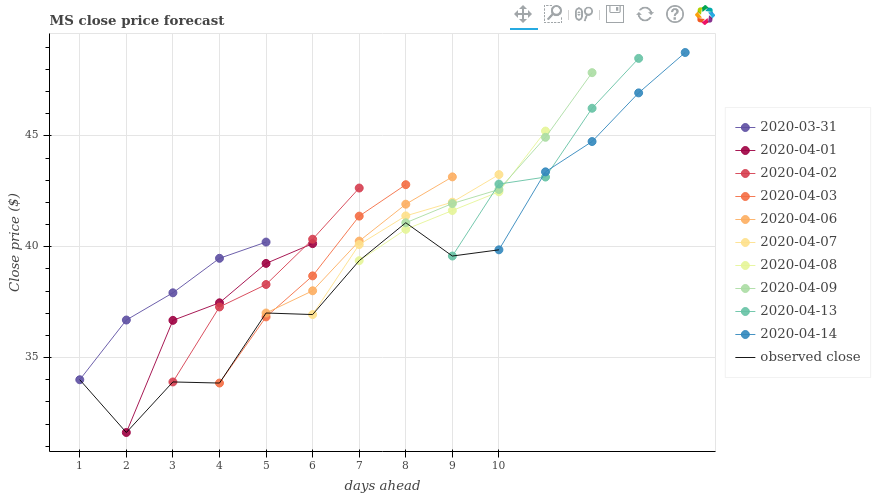 MS close price forecast
45
40
35
Close price ($)
1 2 3 4 5 6 7 8 9 10
days ahead
2020-03-31
2020-04-01
2020-04-02
2020-04-03
2020-04-06
2020-04-07
2020-04-08
2020-04-09
2020-04-13
2020-04-14
observed close